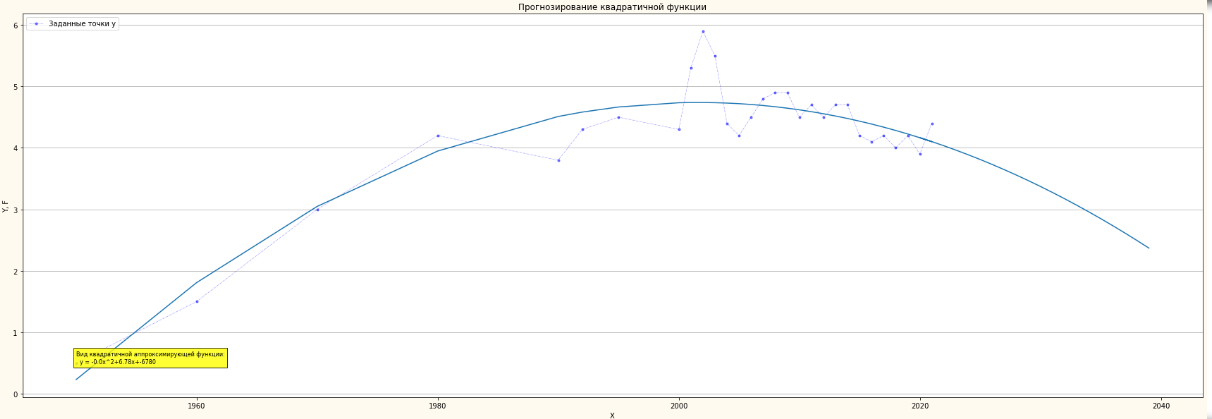 Прогнозирование квадратичной функции
Заданные точки y
6
5
4
3
2
1
0
Y, F
Вид квадратичной аппроксимирующей функции
. y = -0.0x^2+6.78x+-6780
1960
1980
2000
2020
2040
X